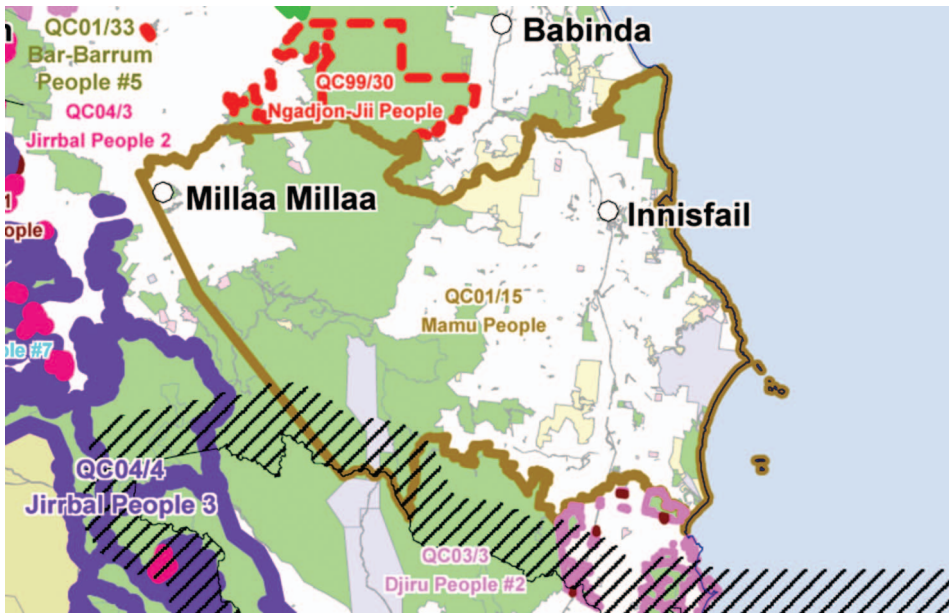 QC01/33
Bar-Barrum
People #5
Babinda
QC99/30
Ngadjon-Jii People
QC04/3
Jirrbal People 2
Millaa Millaa
Innisfail
QC01/15
Mamu People
QC04/4
Jirrbal People 3
QC03/3
Djiru People #2